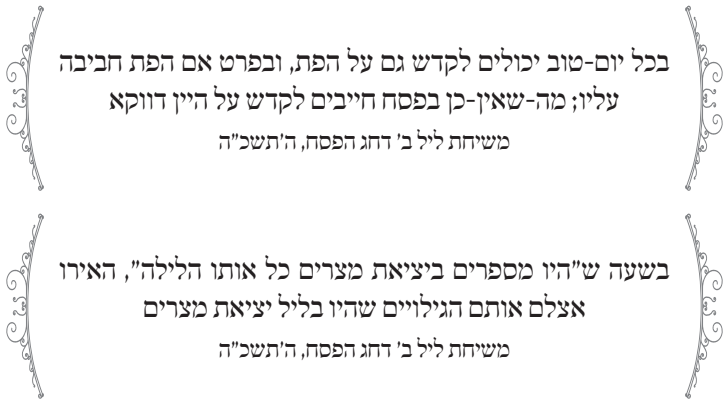 בכל יום-טוב יכולים לקדש גם על הפת, ובפרט אם הפת חביבה
עליו; מה-שאין-כן בפסח חייבים לקדש על היין דווקא
משיחת ליל ב' דחג הפסח, ה'תשכ"ה
בשעה ש"היו מספרים ביציאת מצרים כל אותו הלילה", האירו
אצלם אותם הגילויים שהיו בליל יציאת מצרים
משיחת ליל ב' דחג הפסח, ה'תשכ"ה